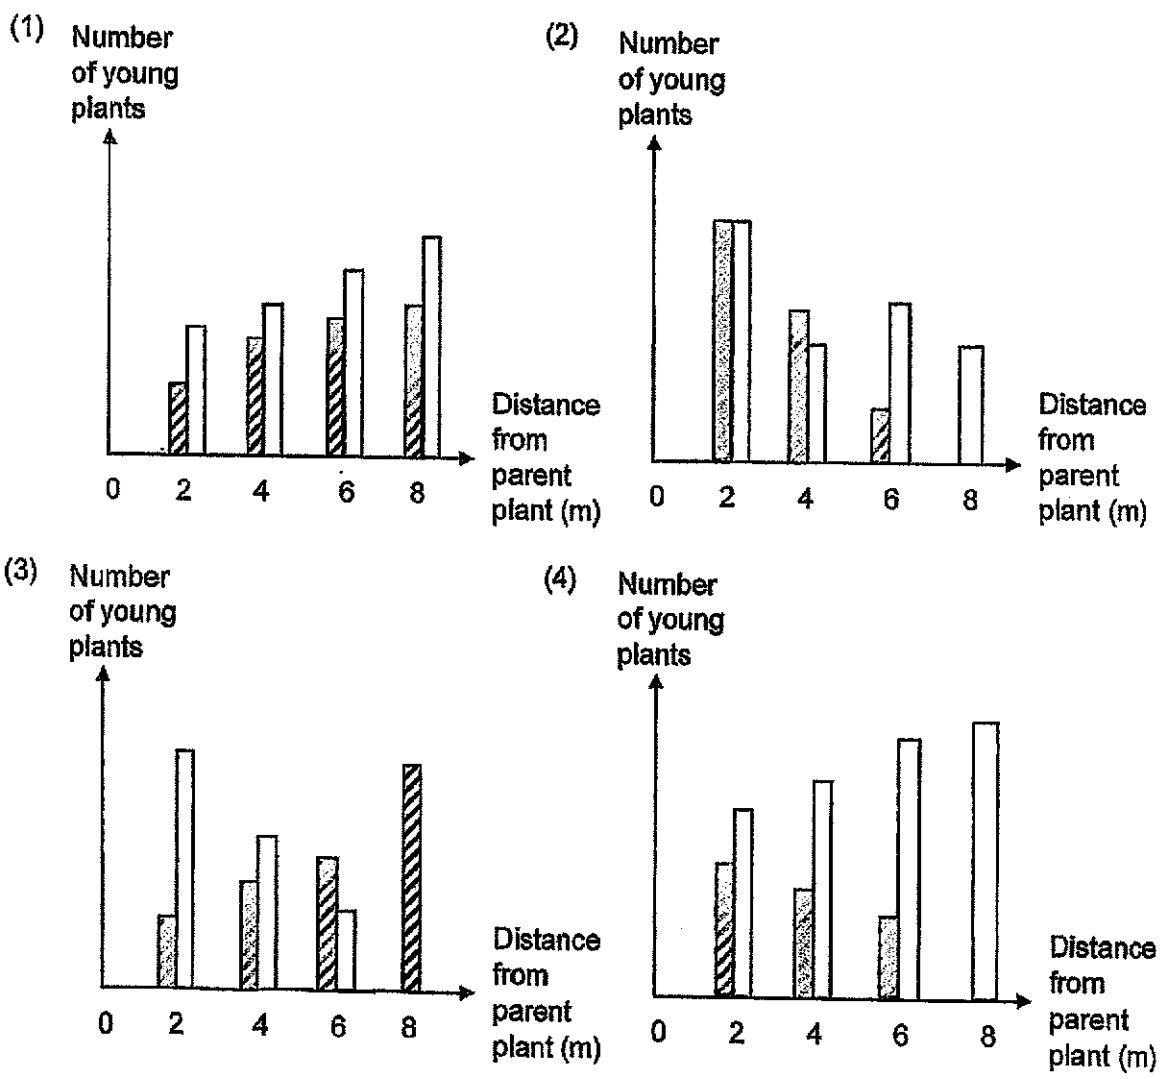 (1) Number
of young
plants
Distance
from
parent
plant (m)
0 2 4 6 8
(2) Number
of young
plants
Distance
from
parent
plant (m)
0 2 4 6 8
(3) Number
of young
plants
Distance
from
parent
plant (m)
0 2 4 6 8
(4) Number
of young
plants
Distance
from
parent
plant (m)
0 2 4 6 8